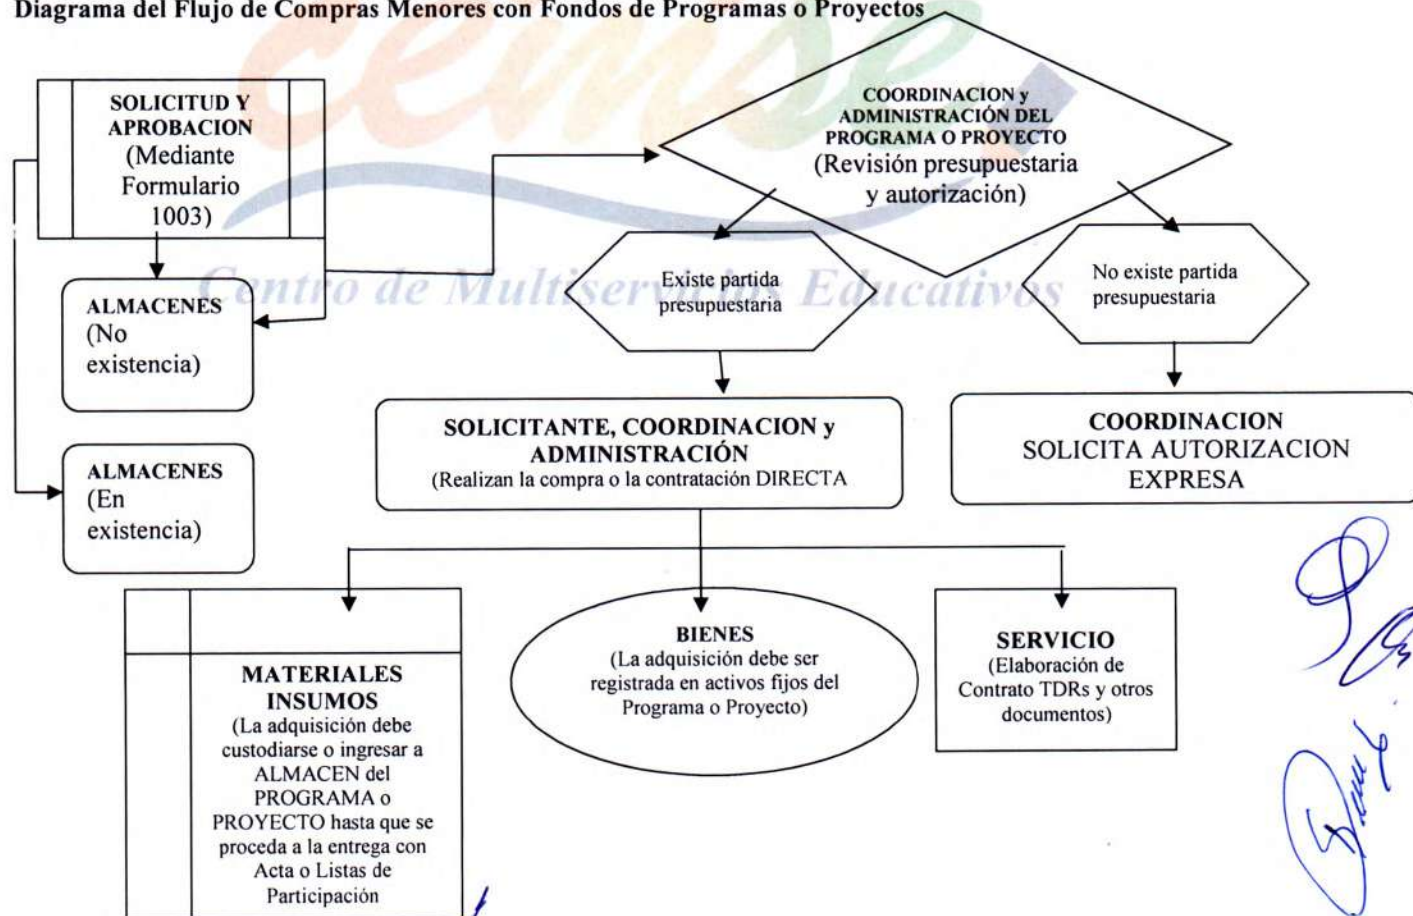 Diagrama del Flujo de Compras Menores con Fondos de Programas o Proyectos
cemse
Centro de Multiservicios Educativos
SOLICITUD Y
APROBACION
(Mediante
Formulario
1003)
COORDINACION y
ADMINISTRACIÓN DEL
PROGRAMA O PROYECTO
(Revisión presupuestaria
y autorización)
Existe partida
presupuestaria
No existe partida
presupuestaria
ALMACENES
(No
existencia)
ALMACENES
(En
existencia)
SOLICITANTE, COORDINACION y
ADMINISTRACIÓN
(Realizan la compra o la contratación DIRECTA
COORDINACION
SOLICITA AUTORIZACION
EXPRESA
MATERIALES
INSUMOS
(La adquisición debe
custodiarse o ingresar a
ALMACEN del
PROGRAMA o
PROYECTO hasta que se
proceda a la entrega con
Acta o Listas de
Participación
BIENES
(La adquisición debe ser
registrada en activos fijos del
Programa o Proyecto)
SERVICIO
(Elaboración de
Contrato TDRs y otros
documentos)